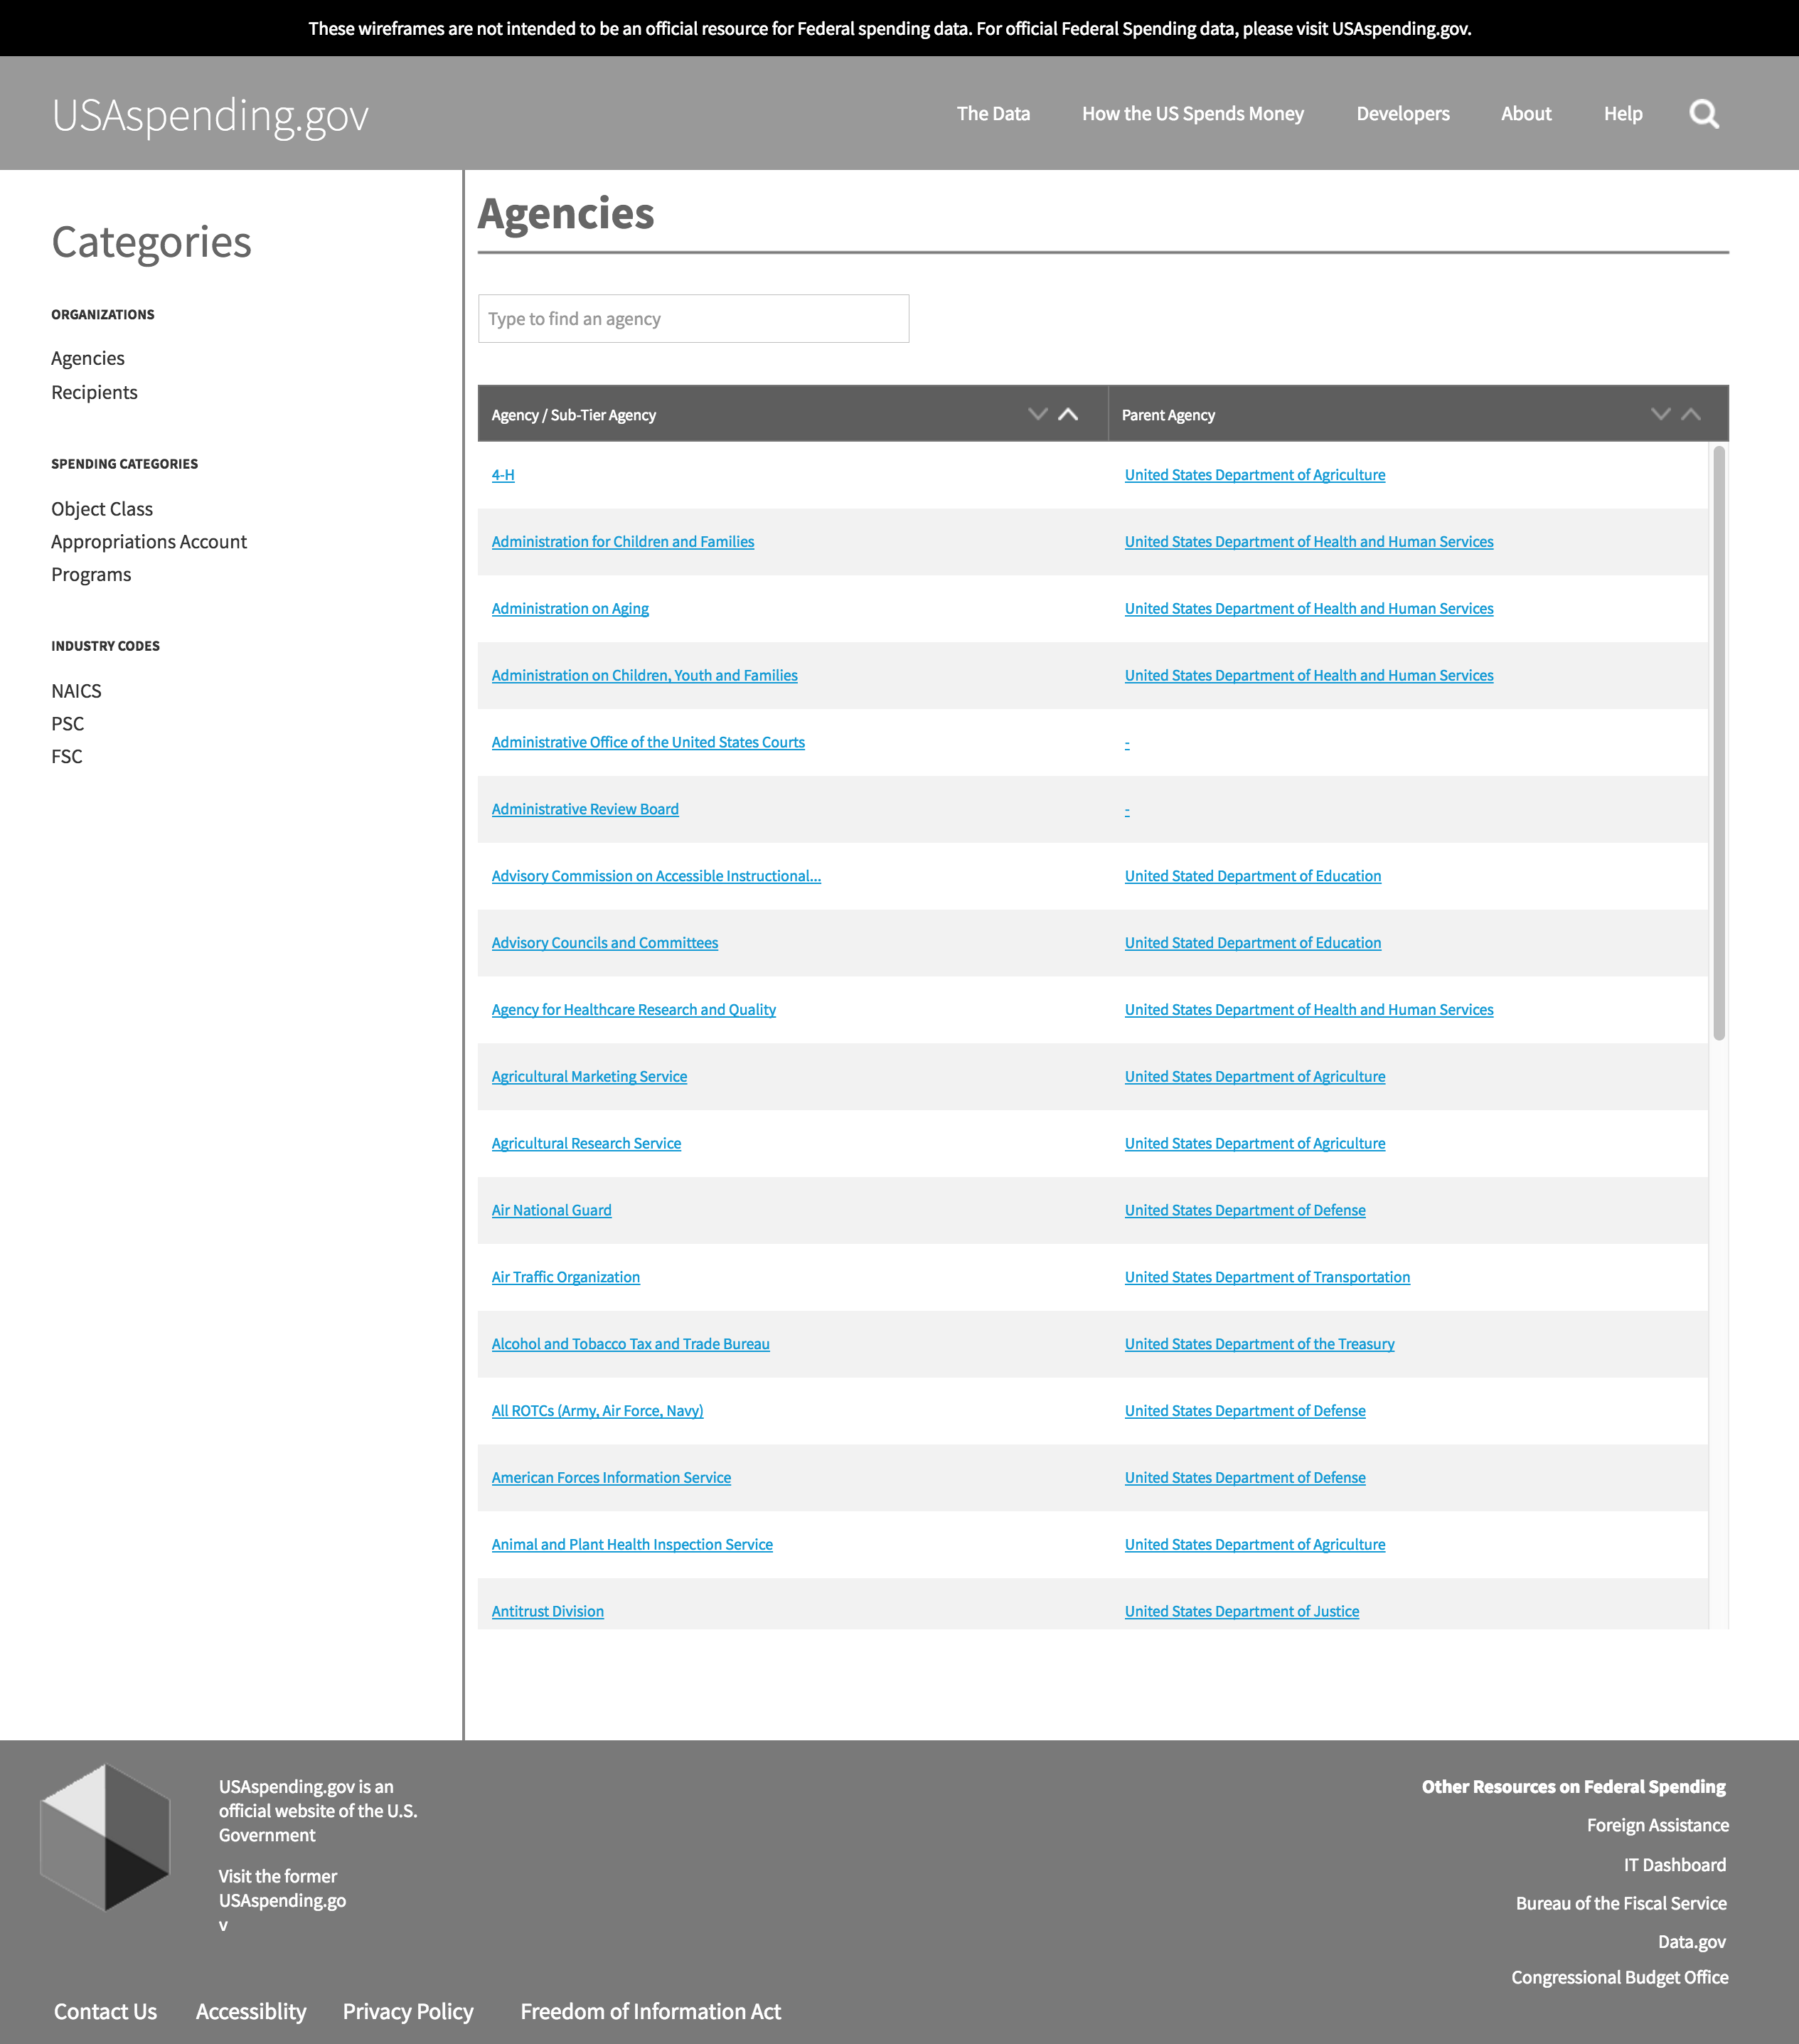 These wireframes are not intended to be an official resource for Federal spending data. For official Federal Spending data, please visit USAspending.gov.
USAspending.gov
The Data
How the US Spends Money
Developers
About
Help
Categories
ORGANIZATIONS
Agencies
Recipients
SPENDING CATEGORIES
Object Class
Appropriations Account
Programs
INDUSTRY CODES
NAICS
PSC
FSC
Agencies
Type to find an agency
Agency / Sub-Tier Agency Parent Agency
4-H United States Department of Agriculture
Administration for Children and Families United States Department of Health and Human Services
Administration on Aging United States Department of Health and Human Services
Administration on Children, Youth and Families United States Department of Health and Human Services
Administrative Office of the United States Courts -
Administrative Review Board -
Advisory Commission on Accessible Instructional... United Stated Department of Education
Advisory Councils and Committees United Stated Department of Education
Agency for Healthcare Research and Quality United States Department of Health and Human Services
Agricultural Marketing Service United States Department of Agriculture
Agricultural Research Service United States Department of Agriculture
Air National Guard United States Department of Defense
Air Traffic Organization United States Department of Transportation
Alcohol and Tobacco Tax and Trade Bureau United States Department of the Treasury
All ROTCs (Army, Air Force, Navy) United States Department of Defense
American Forces Information Service United States Department of Defense
Animal and Plant Health Inspection Service United States Department of Agriculture
Antitrust Division United States Department of Justice
USAspending.gov is an
official website of the U.S.
Government
Visit the former
USAspending.go
v
Other Resources on Federal Spending
Foreign Assistance
IT Dashboard
Bureau of the Fiscal Service
Data.gov
Congressional Budget Office
Contact Us
Accessiblity
Privacy Policy
Freedom of Information Act